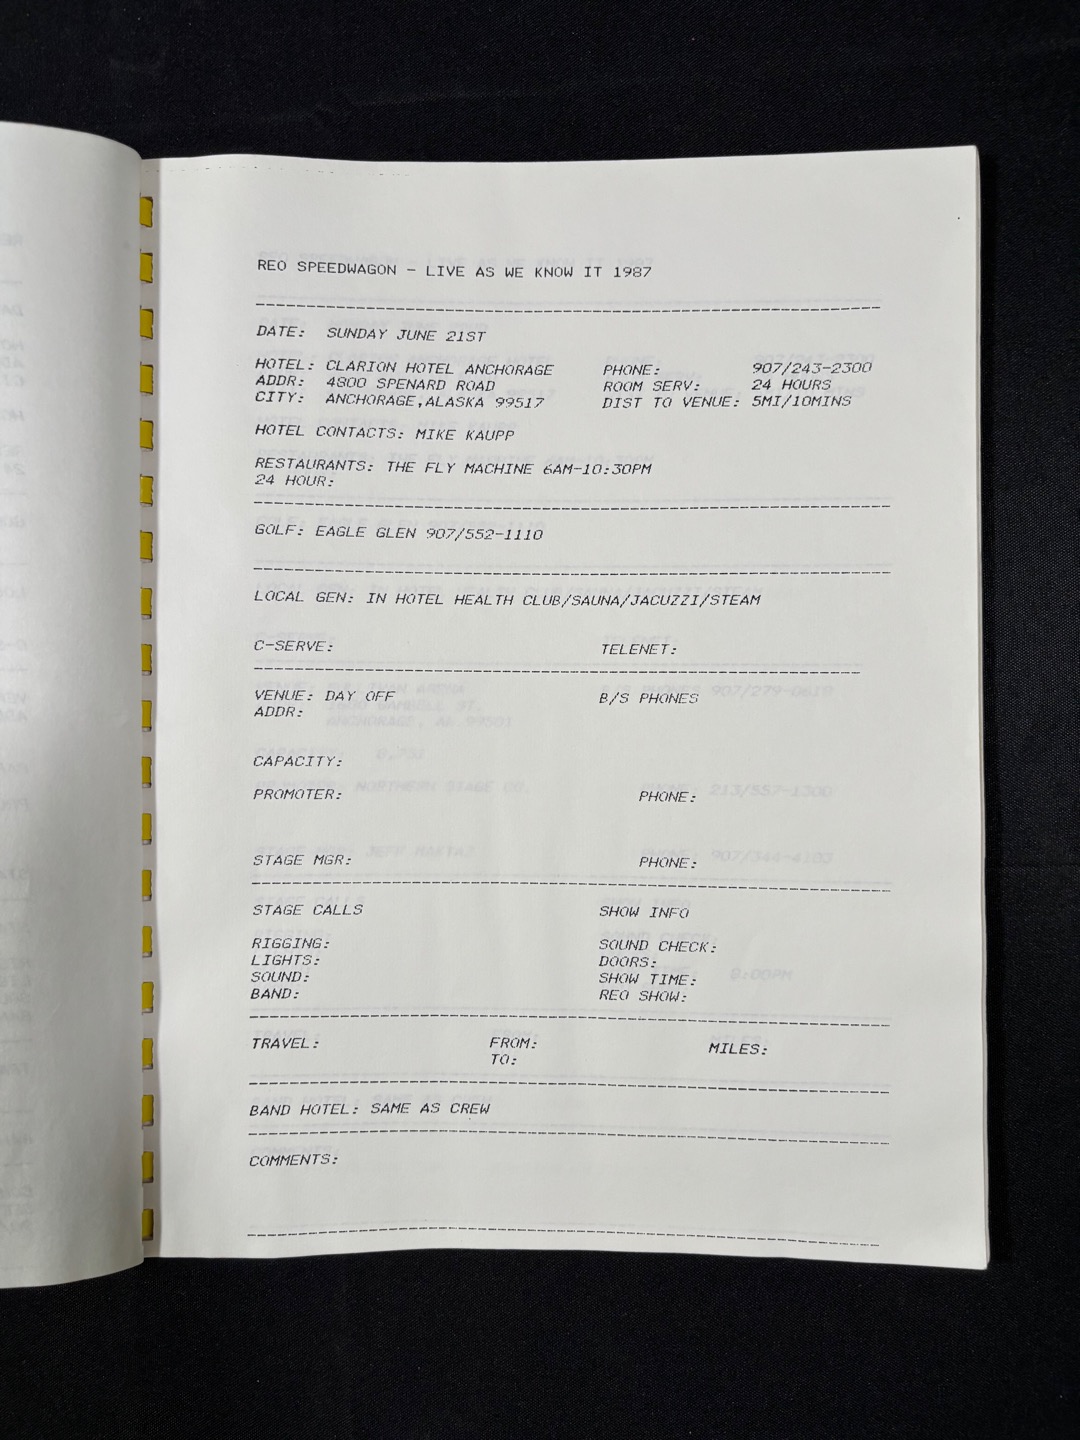 REO SPEEDWAGON - LIVE AS WE KNOW IT 1987
DATE: SUNDAY JUNE 21ST
HOTEL: CLARION HOTEL ANCHORAGE PHONE: 907/243-2300
ADDR: 4800 SPENARD ROAD ROOM SERV: 24 HOURS
CITY: ANCHORAGE,ALASKA 99517 DIST TO VENUE: 5MI/10MINS
HOTEL CONTACTS: MIKE KAUPP
RESTAURANTS: THE FLY MACHINE 6AM-10:30PM
24 HOUR:
GOLF: EAGLE GLEN 907/552-1110
LOCAL GEN: IN HOTEL HEALTH CLUB/SAUNA/JACUZZI/STEAM
C-SERVE: TELENET:
VENUE: DAY OFF B/S PHONES
ADDR:
CAPACITY:
PROMOTER: PHONE:
STAGE MGR: PHONE:
STAGE CALLS SHOW INFO
RIGGING: SOUND CHECK:
LIGHTS: DOORS:
SOUND: SHOW TIME:
BAND: REO SHOW:
TRAVEL: FROM: MILES:
TO:
BAND HOTEL: SAME AS CREW
COMMENTS: